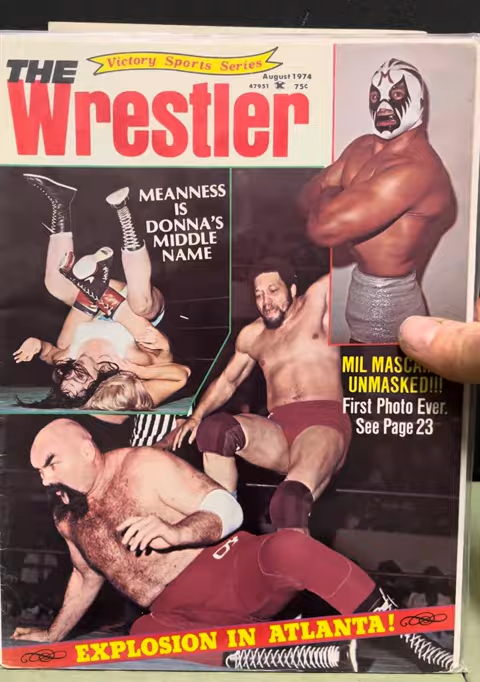 Victory Sports Series
THE
Wrestler
August 1974
47951 75¢
MEANNESS
IS
DONNA'S
MIDDLE
NAME
MIL
UNMASKED!!!
First Photo Ever.
See Page 23
EXPLOSION IN ATLANTA!